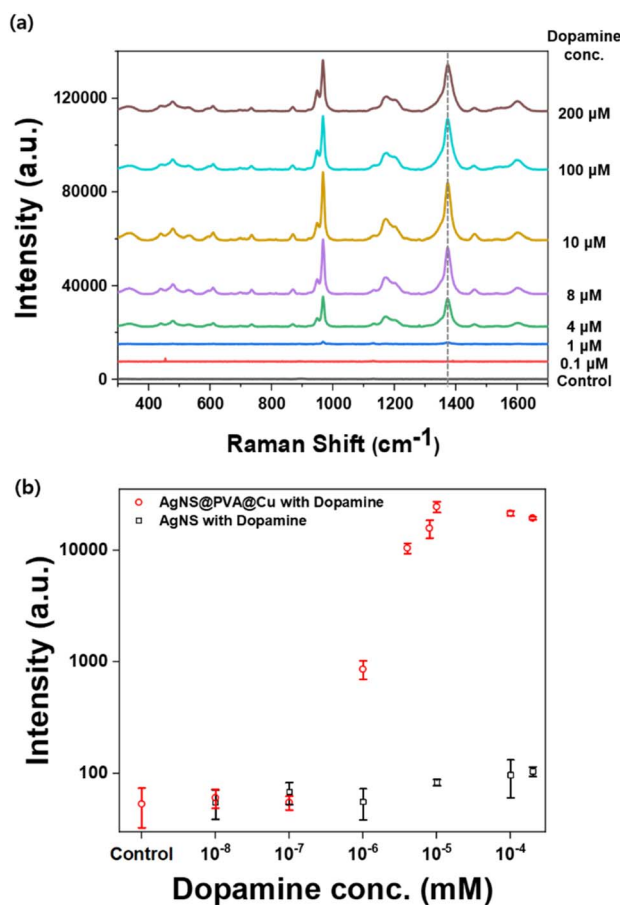 (a)
Dopamine
conc.
120000
80000
40000
0
Intensity (a.u.)
200 µM
100 µM
10 µM
8 µM
4 µM
1 µM
0.1 µM
Control
400 600 800 1000 1200 1400 1600
Raman Shift (cm-1)
(b)
AgNS@PVA@Cu with Dopamine
AgNS with Dopamine
10000
1000
100
Intensity (a.u.)
Control 10-8 10-7 10-6 10-5 10-4
Dopamine conc. (mM)